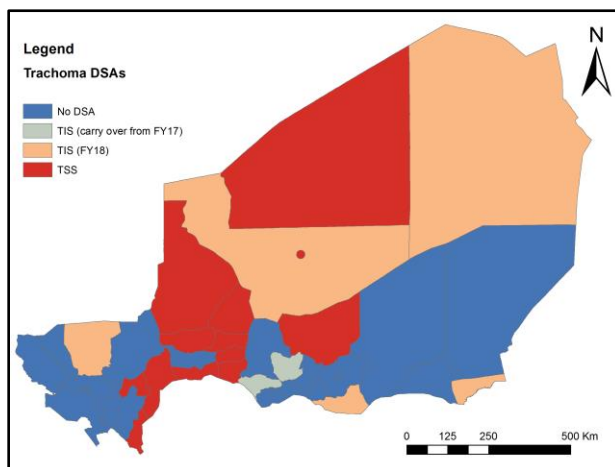 Legend
Trachoma DSAs
No DSA
TIS (carry over from FY17)
TIS (FY18)
TSS
N
0 125 250 500 Km